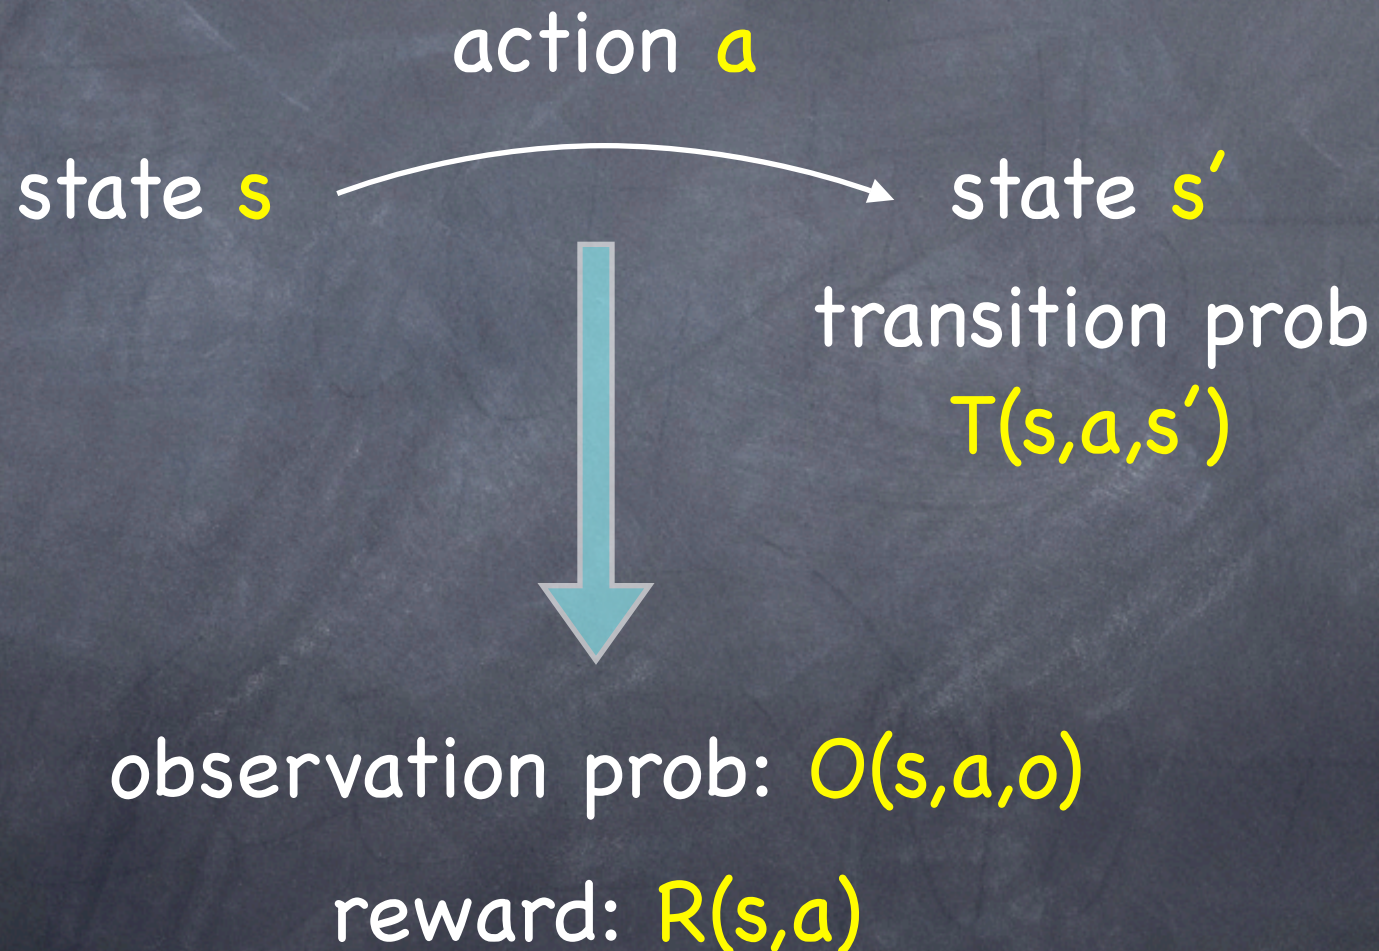 action a
state s
state s′
transition prob
T(s,a,s′)
observation prob: O(s,a,o)
reward: R(s,a)